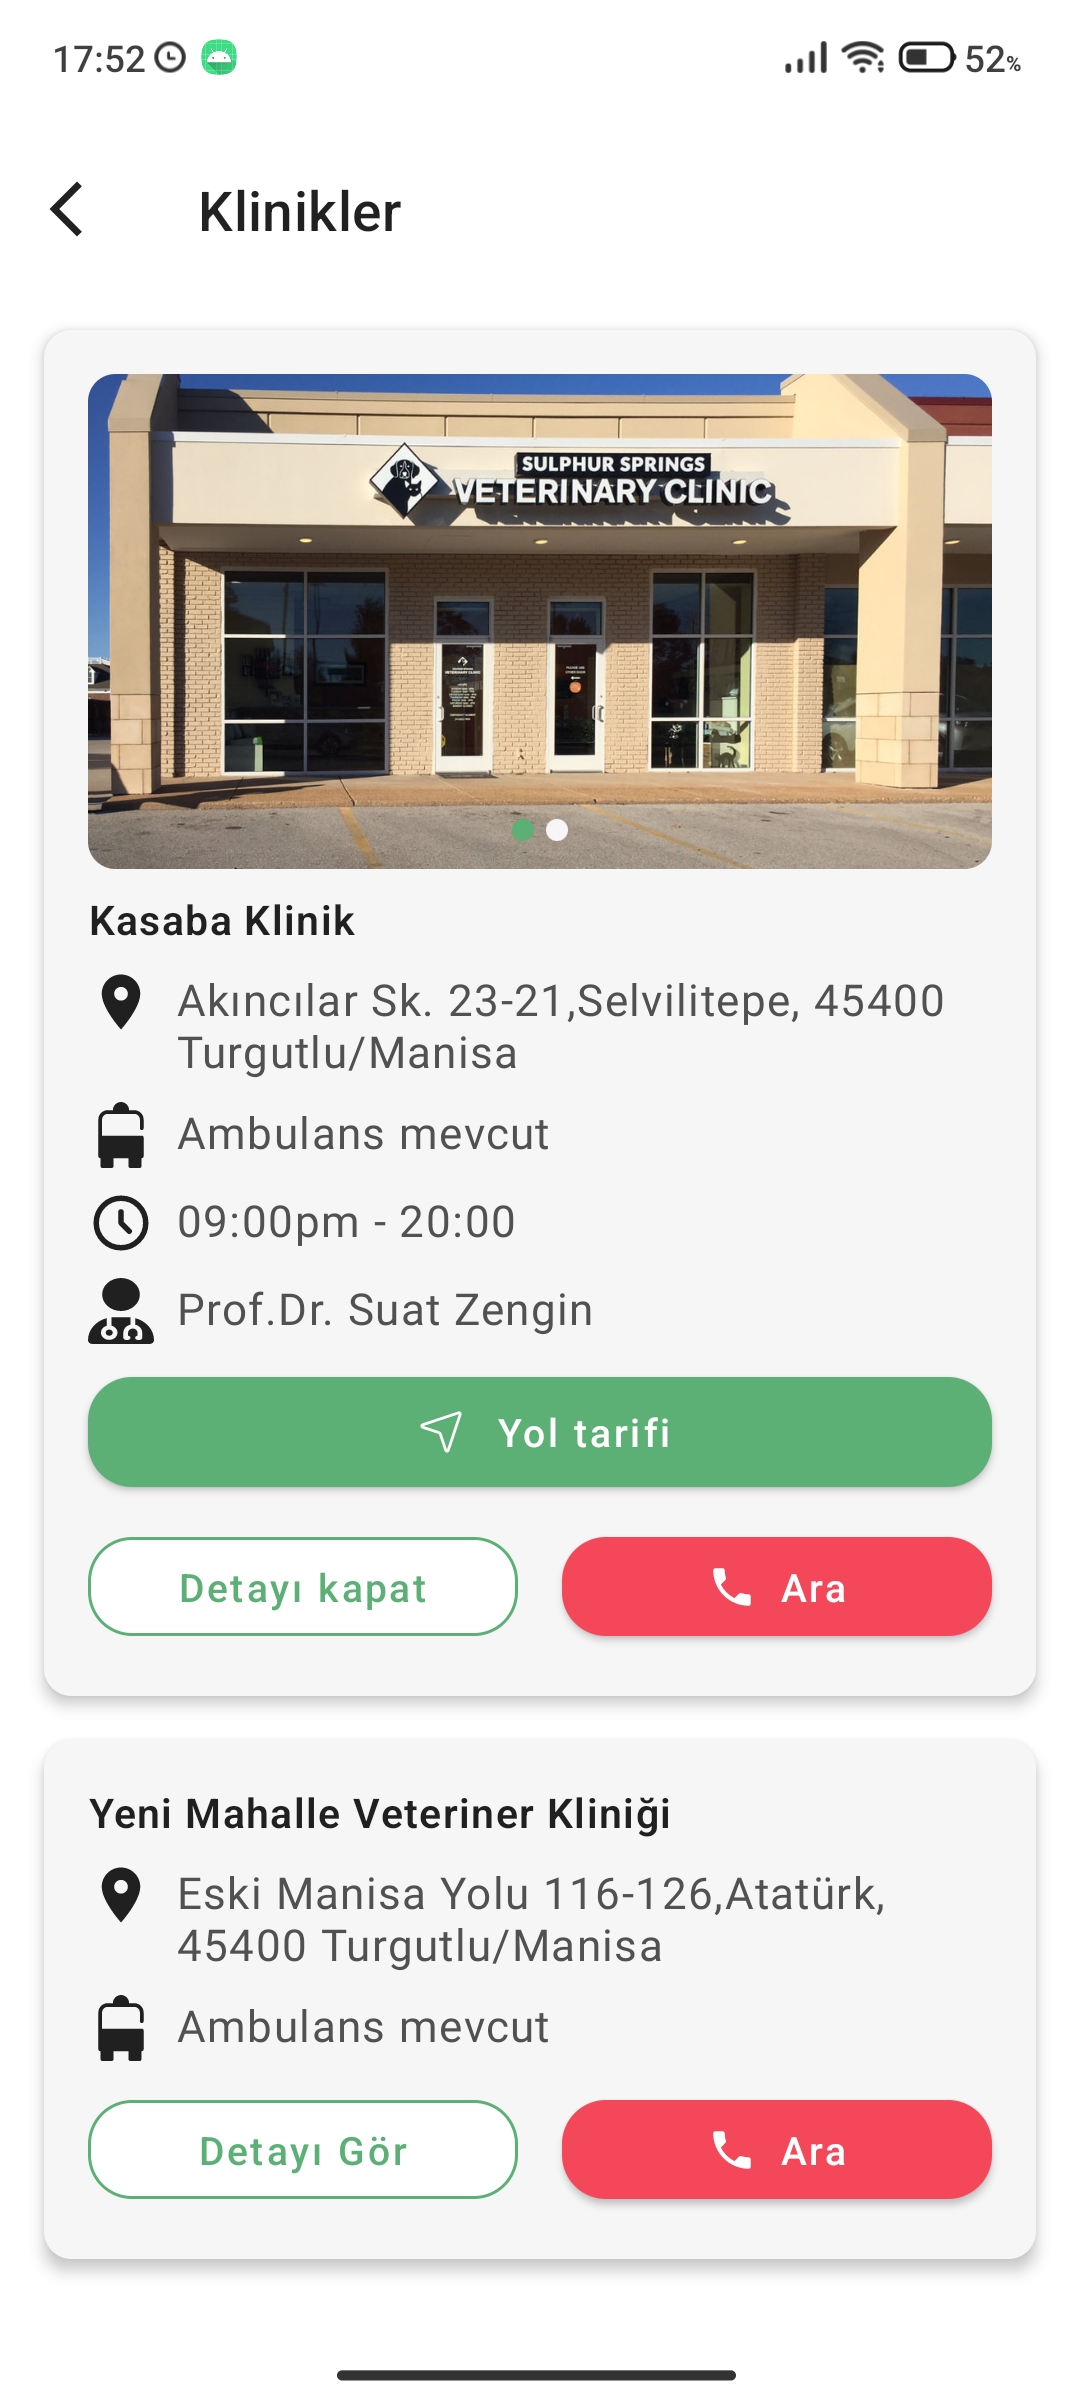 17:52
52%
Klinikler
SULPHUR SPRINGS
VETERINARY CLINIC
Kasaba Klinik
Akıncılar Sk. 23-21,Selvilitepe, 45400
Turgutlu/Manisa
Ambulans mevcut
09:00pm - 20:00
Prof.Dr. Suat Zengin
Yol tarifi
Detayı kapat
Ara
Yeni Mahalle Veteriner Kliniği
Eski Manisa Yolu 116-126,Atatürk,
45400 Turgutlu/Manisa
Ambulans mevcut
Detayı Gör
Ara